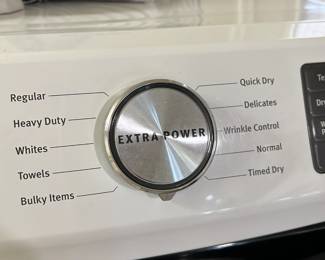 Regular
Heavy Duty
Whites
Towels
Bulky Items
EXTRA POWER
Quick Dry
Delicates
Wrinkle Control
Normal
Timed Dry